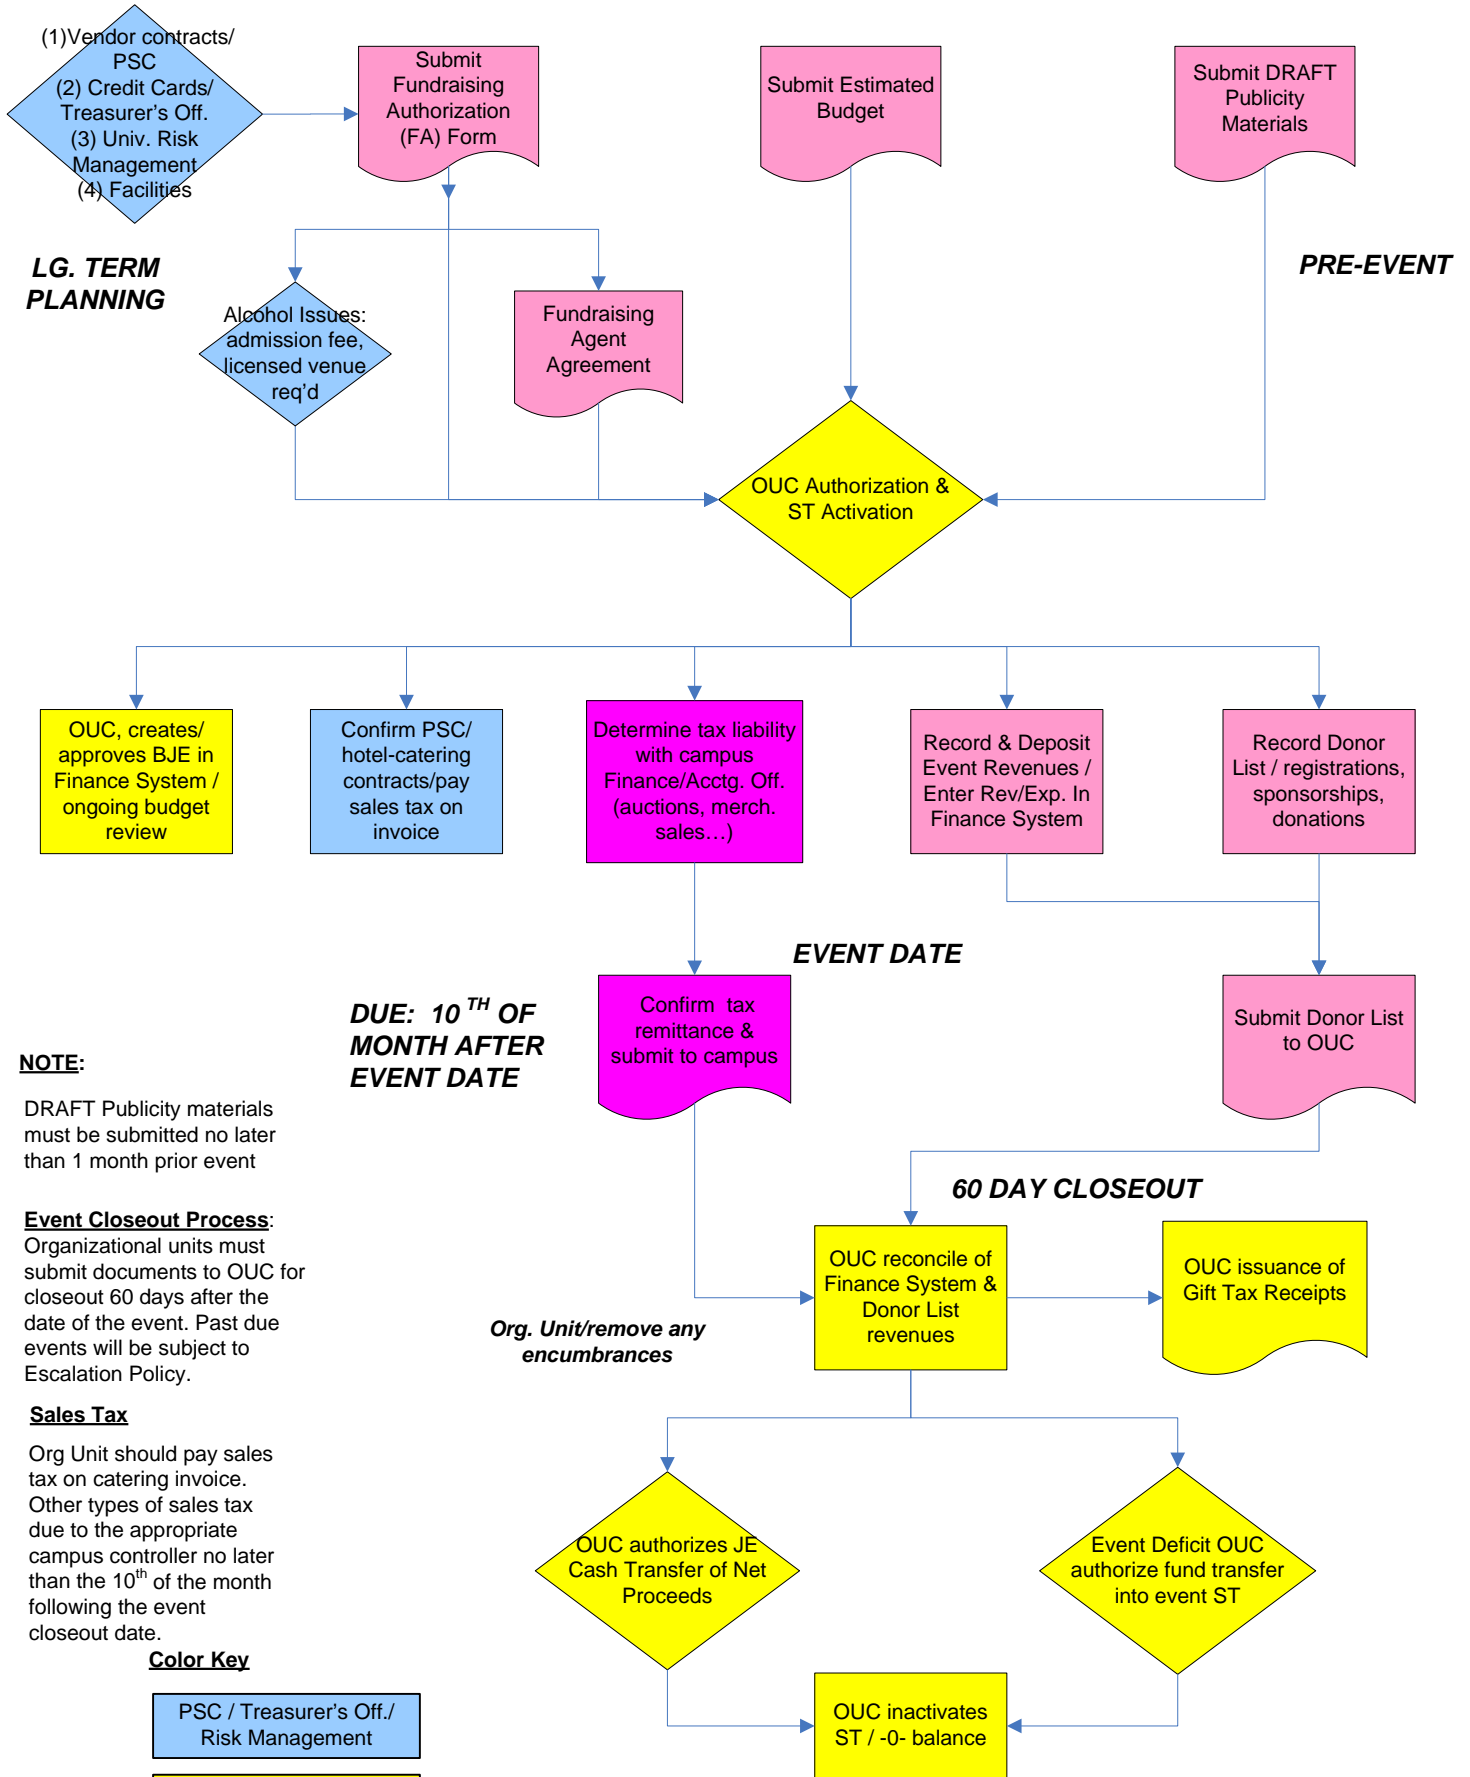 (1)Vendor contracts/
PSC
(2) Credit Cards/
Treasurer's Off.
(3) Univ. Risk
Management
(4) Facilities
Submit
Fundraising
Authorization
(FA) Form
Submit Estimated
Budget
Submit DRAFT
Publicity
Materials
LG. TERM
PLANNING
PRE-EVENT
Alcohol Issues:
admission fee,
licensed venue
req'd
Fundraising
Agent
Agreement
OUC Authorization &
ST Activation
OUC, creates/
approves BJE in
Finance System /
ongoing budget
review
Confirm PSC/
hotel-catering
contracts/pay
sales tax on
invoice
Determine tax liability
with campus
Finance/Acctg. Off.
(auctions, merch.
sales…)
Record & Deposit
Event Revenues /
Enter Rev/Exp. In
Finance System
Record Donor
List / registrations,
sponsorships,
donations
EVENT DATE
DUE: 10 TH OF
MONTH AFTER
EVENT DATE
Confirm tax
remittance &
submit to campus
Submit Donor List
to OUC
NOTE:
DRAFT Publicity materials
must be submitted no later
than 1 month prior event
60 DAY CLOSEOUT
Event Closeout Process:
Organizational units must
submit documents to OUC for
closeout 60 days after the
date of the event. Past due
events will be subject to
Escalation Policy.
OUC reconcile of
Finance System &
Donor List
revenues
OUC issuance of
Gift Tax Receipts
Org. Unit/remove any
encumbrances
Sales Tax
Org Unit should pay sales
tax on catering invoice.
Other types of sales tax
due to the appropriate
campus controller no later
than the 10th of the month
following the event
closeout date.
OUC authorizes JE
Cash Transfer of Net
Proceeds
Event Deficit OUC
authorize fund transfer
into event ST
Color Key
PSC / Treasurer's Off./
Risk Management
OUC inactivates
ST / -0- balance